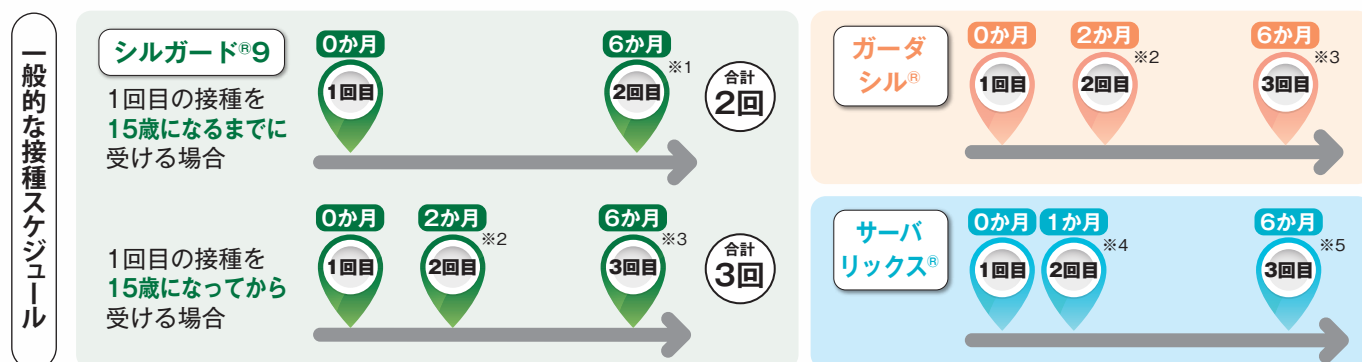 一般的な接種スケジュール
シルガード®9
1回目の接種を
15歳になるまでに
受ける場合
0か月
1回目
6か月
※1
2回目
合計
2回
1回目の接種を
15歳になってから
受ける場合
0か月
1回目
2か月
※2
2回目
6か月
※3
3回目
合計
3回
ガーダ
シル®
0か月
1回目
2か月
※2
2回目
6か月
※3
3回目
サーバ
リックス®
0か月
1回目
1か月
※4
2回目
6か月
※5
3回目